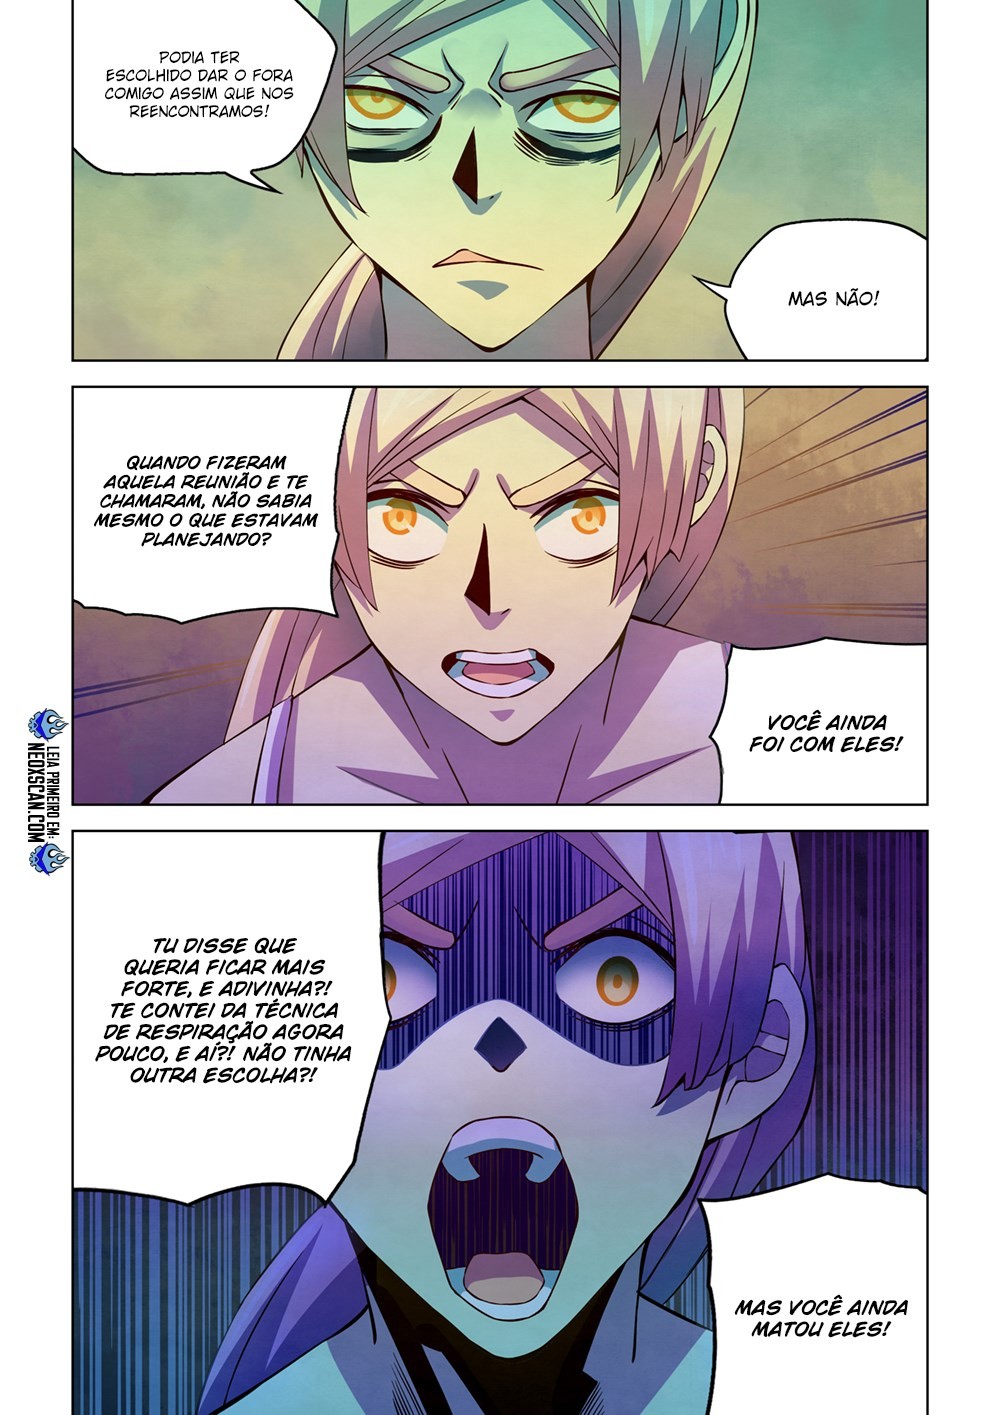 PODIA TER
ESCOLHIDO DAR O FORA
COMIGO ASSIM QUE NOS
REENCONTRAMOS!
MAS NÃO!
QUANDO FIZERAM
AQUELA REUNIÃO E TE
CHAMARAM, NÃO SABIA
MESMO O QUE ESTAVAM
PLANEJANDO?
VOCÊ AINDA
FOI COM ELES!
LEIA PRIMEIRO EM:
NEOXSCAN.COM
TU DISSE QUE
QUERIA FICAR MAIS
FORTE, E ADIVINHA?!
TE CONTEI DA TÉCNICA
DE RESPIRAÇÃO AGORA
POUCO, E AÍ?! NÃO TINHA
OUTRA ESCOLHA?!
MAS VOCÊ AINDA
MATOU ELES!